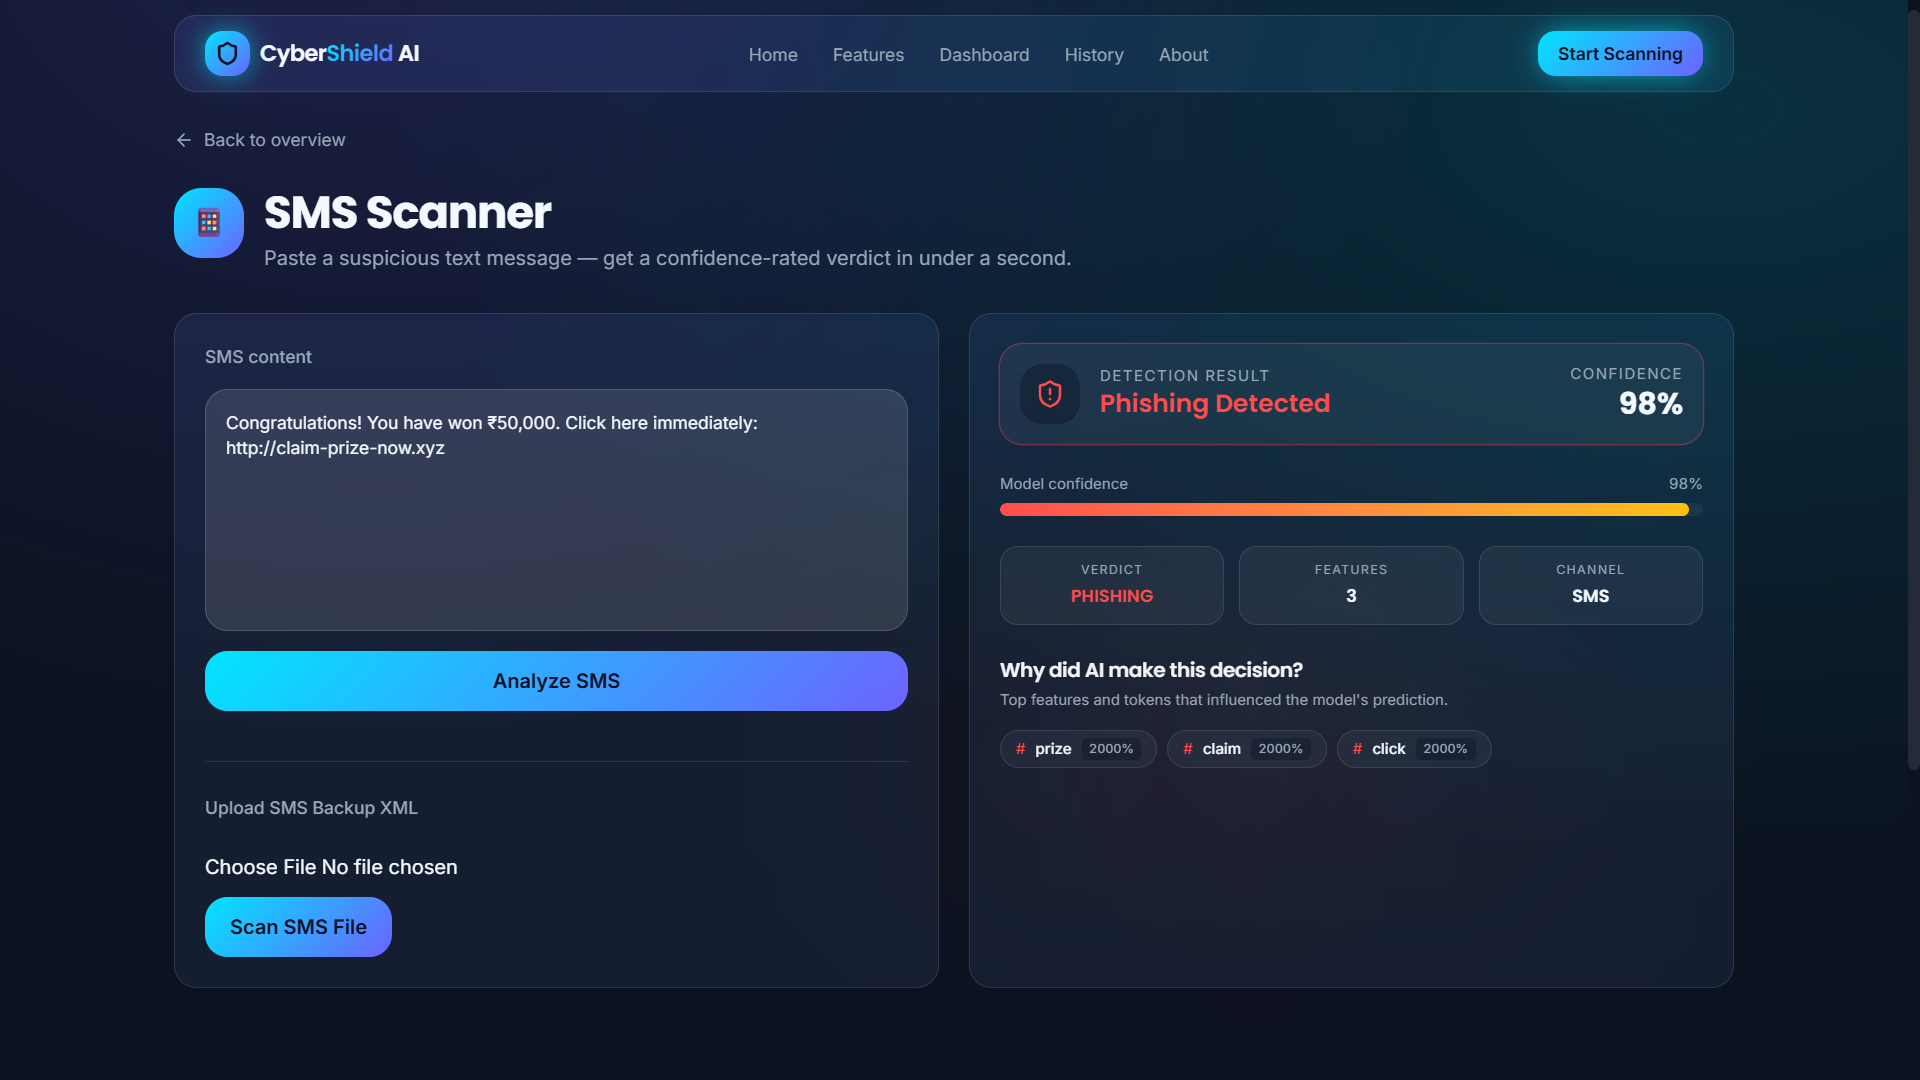 CyberShield AI
Home
Features
Dashboard
History
About
Start Scanning
Back to overview
SMS Scanner
Paste a suspicious text message — get a confidence-rated verdict in under a second.
SMS content
Congratulations! You have won ₹50,000. Click here immediately:
http://claim-prize-now.xyz
Analyze SMS
Upload SMS Backup XML
Choose File No file chosen
Scan SMS File
DETECTION RESULT
Phishing Detected
CONFIDENCE
98%
Model confidence
98%
VERDICT
PHISHING
FEATURES
3
CHANNEL
SMS
Why did AI make this decision?
Top features and tokens that influenced the model's prediction.
# prize 2000%
# claim 2000%
# click 2000%